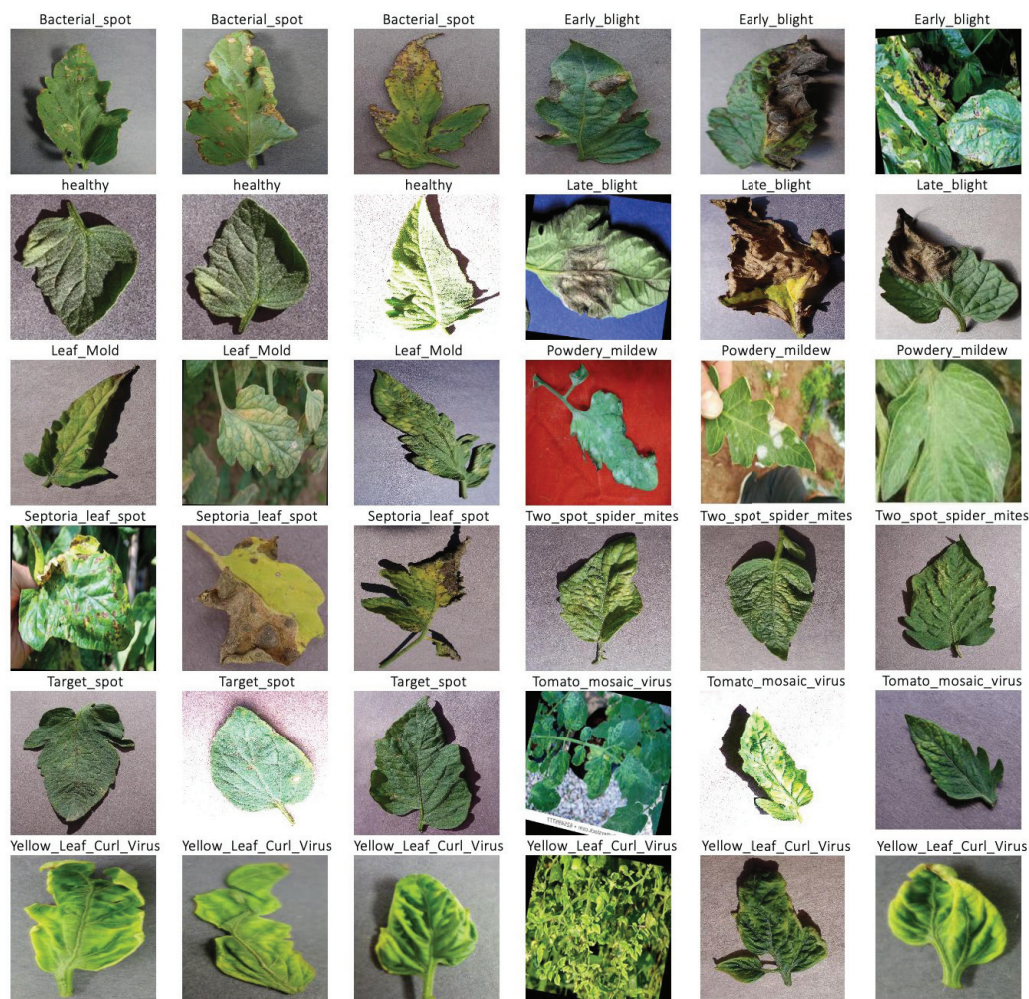 Bacterial_spot Bacterial_spot Bacterial_spot Early_blight Early_blight Early_blight
healthy healthy healthy Late_blight Late_blight Late_blight
Leaf_Mold Leaf_Mold Leaf_Mold Powdery_mildew Powdery_mildew Powdery_mildew
Septoria_leaf_spot Septoria_leaf_spot Septoria_leaf_spot Two_spot_spider_mites Two_spot_spider_mites Two_spot_spider_mites
Target_spot Target_spot Target_spot Tomato_mosaic_virus Tomato_mosaic_virus Tomato_mosaic_virus
Yellow_Leaf_Curl_Virus Yellow_Leaf_Curl_Virus Yellow_Leaf_Curl_Virus Yellow_Leaf_Curl_Virus Yellow_Leaf_Curl_Virus Yellow_Leaf_Curl_Virus